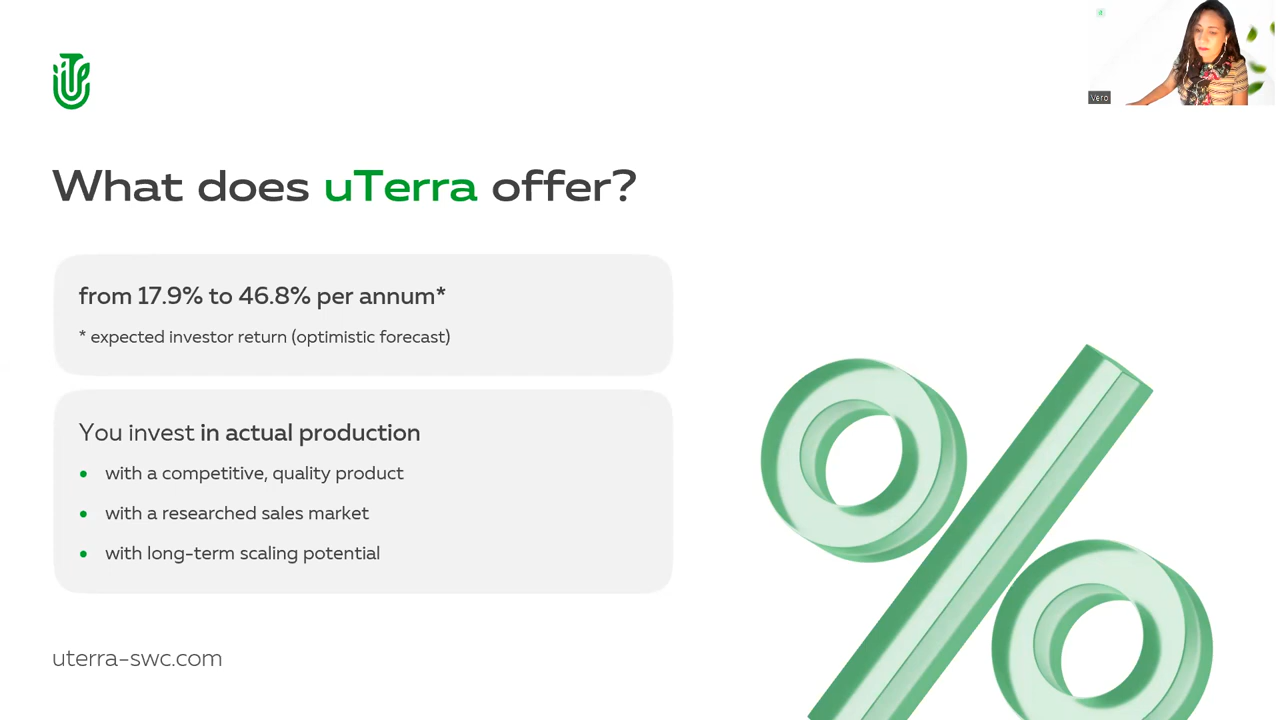 Vero
What does uTerra offer?
from 17.9% to 46.8% per annum*
* expected investor return (optimistic forecast)
You invest in actual production
with a competitive, quality product
with a researched sales market
with long-term scaling potential
uterra-swc.com